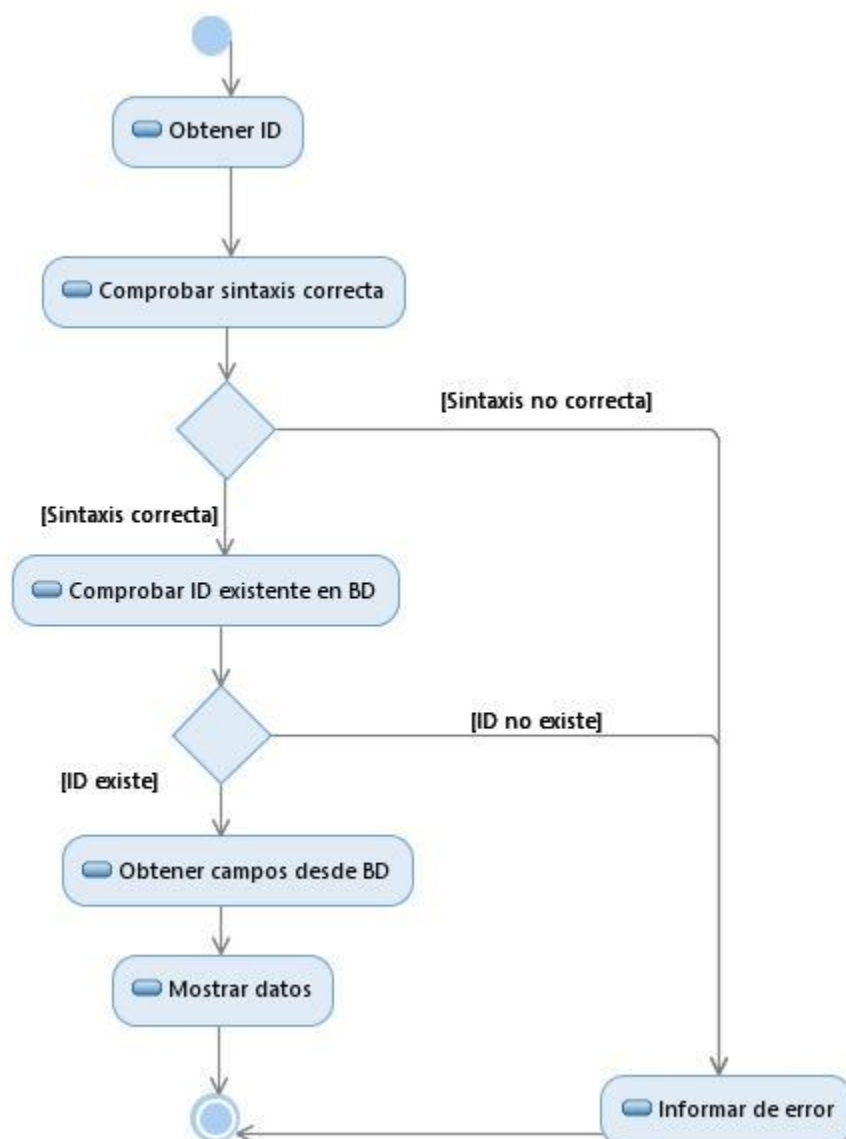 Obtener ID
Comprobar sintaxis correcta
[Sintaxis no correcta]
[Sintaxis correcta]
Comprobar ID existente en BD
[ID no existe]
[ID existe]
Obtener campos desde BD
Mostrar datos
Informar de error